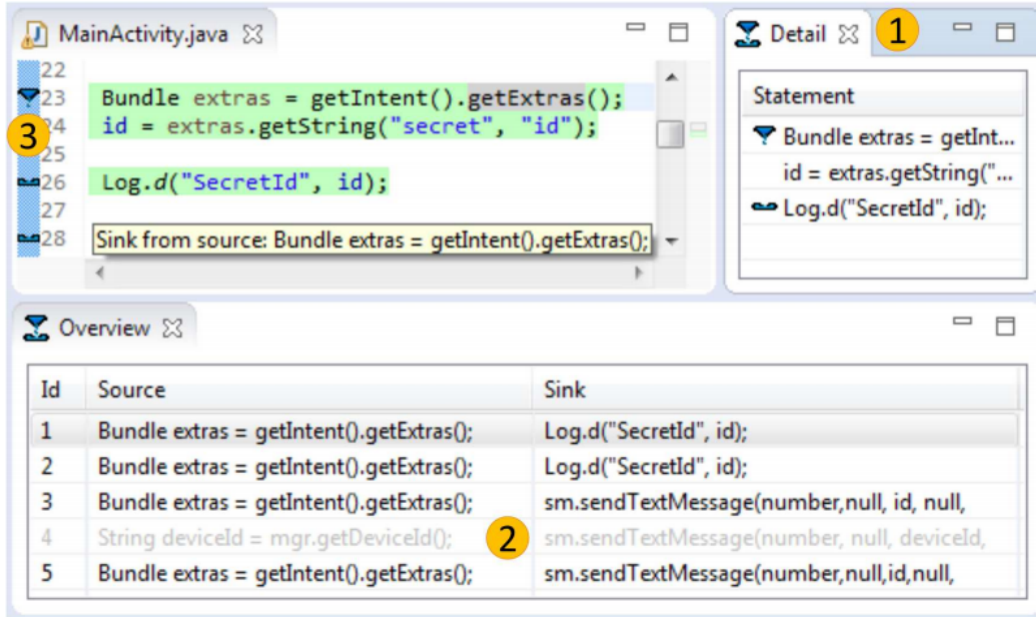 MainActivity.java
22
23 Bundle extras = getIntent().getExtras();
24 id = extras.getString("secret", "id");
3
25
26 Log.d("SecretId", id);
27
28 Sink from source: Bundle extras = getIntent().getExtras();
Detail 1
Statement
Bundle extras = getInt...
id = extras.getString("...
Log.d("SecretId", id);
Overview
Id Source Sink
1 Bundle extras = getIntent().getExtras(); Log.d("SecretId", id);
2 Bundle extras = getIntent().getExtras(); Log.d("SecretId", id);
3 Bundle extras = getIntent().getExtras(); sm.sendTextMessage(number,null, id, null,
4 String deviceId = mgr.getDeviceId(); 2 sm.sendTextMessage(number, null, deviceId,
5 Bundle extras = getIntent().getExtras(); sm.sendTextMessage(number,null,id,null,